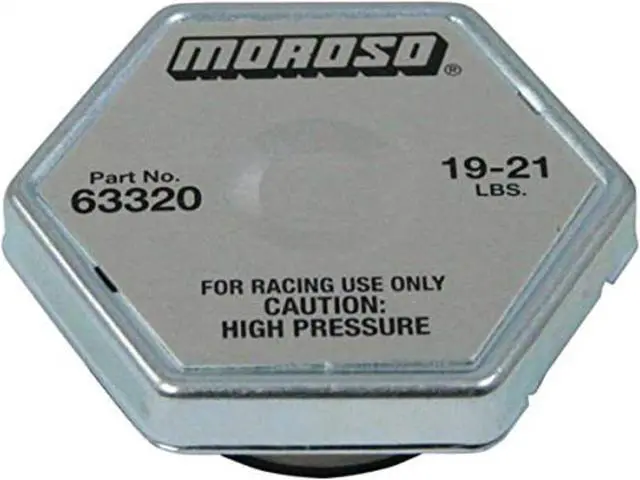 MOROSO®
Part No.
63320
19-21
LBS.
FOR RACING USE ONLY
CAUTION:
HIGH PRESSURE